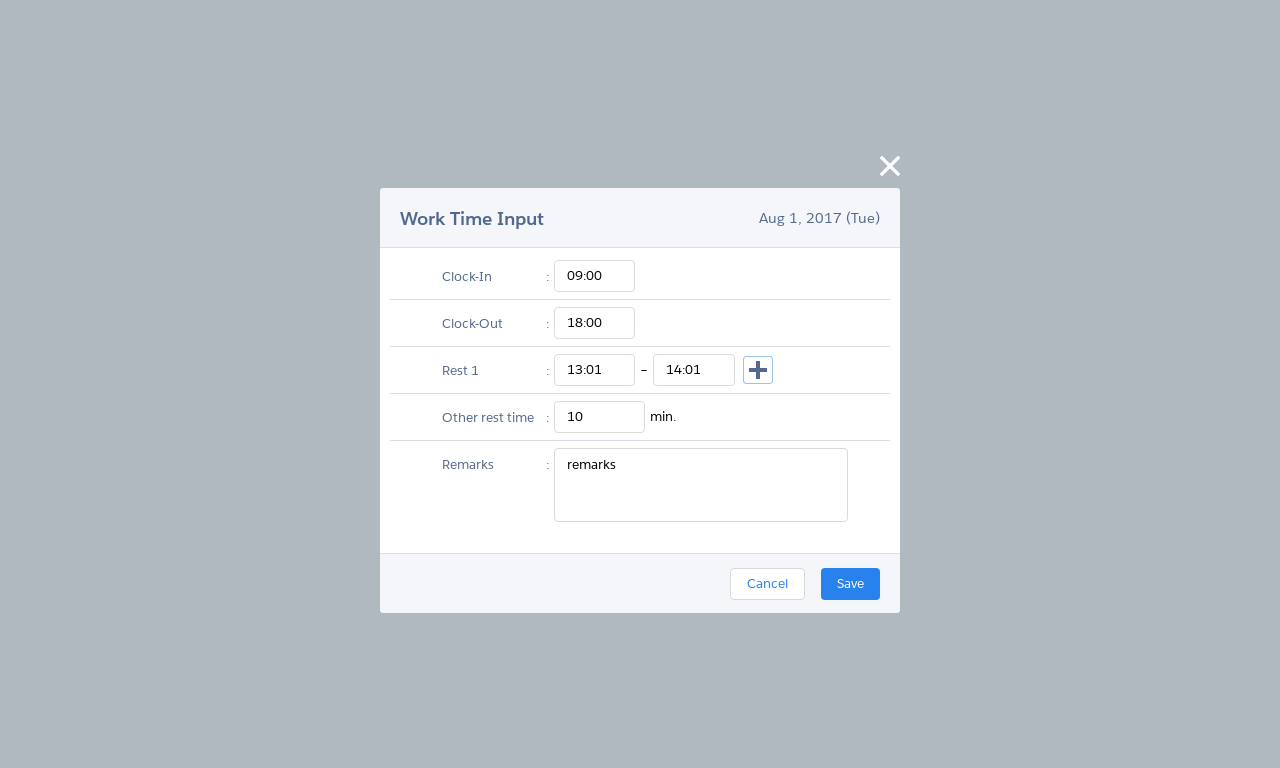 Work Time Input Aug 1, 2017 (Tue)
Clock-In : 09:00
Clock-Out : 18:00
Rest 1 : 13:01 – 14:01
Other rest time : 10 min.
Remarks : remarks
Cancel Save